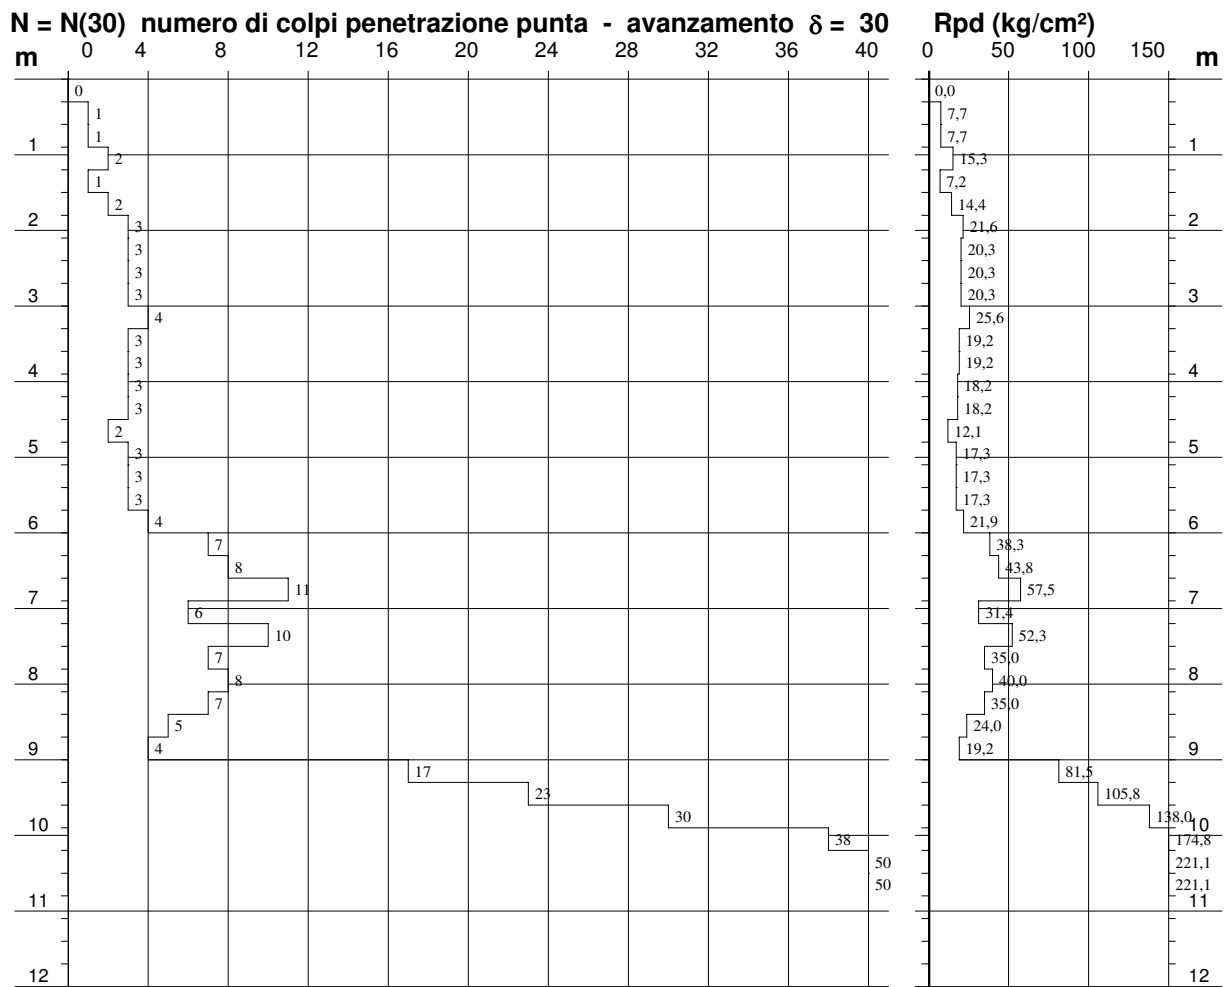 N = N(30) numero di colpi penetrazione punta - avanzamento δ = 30 Rpd (kg/cm²)
m 0 4 8 12 16 20 24 28 32 36 40 0 50 100 150 m
0 0,0
1 7,7
1 1 7,7 1
2 15,3
1 7,2
2 14,4
2 3 21,6 2
3 20,3
3 20,3
3 3 20,3 3
4 25,6
3 19,2
3 19,2
4 3 18,2 4
3 18,2
2 12,1
5 3 17,3 5
3 17,3
3 17,3
6 4 21,9 6
7 38,3
8 43,8
11 57,5
7 6 31,4 7
10 52,3
7 35,0
8 8 40,0 8
7 35,0
5 24,0
9 4 19,2 9
17 81,5
23 105,8
10 30 138,0 10
38 174,8
50 221,1
50 221,1
11 11
12 12